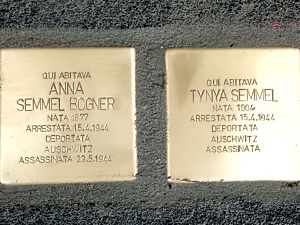 QUI ABITAVA
ANNA
SEMMEL BOGNER
NATA 1877
ARRESTATA 15.4.1944
DEPORTATA
AUSCHWITZ
ASSASSINATA 23.5.1944
QUI ABITAVA
TYNYA SEMMEL
NATA 1904
ARRESTATA 15.4.1944
DEPORTATA
AUSCHWITZ
ASSASSINATA